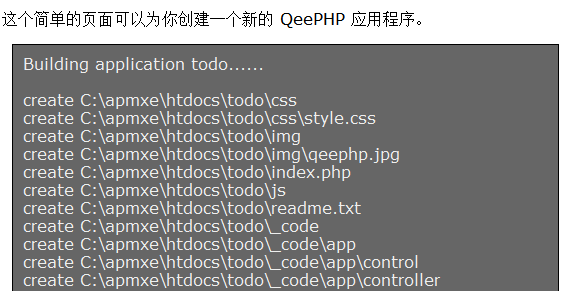 这个简单的页面可以为你创建一个新的 QeePHP 应用程序。
Building application todo......
create C:\apmxe\htdocs\todo\css
create C:\apmxe\htdocs\todo\css\style.css
create C:\apmxe\htdocs\todo\img
create C:\apmxe\htdocs\todo\img\qeephp.jpg
create C:\apmxe\htdocs\todo\index.php
create C:\apmxe\htdocs\todo\js
create C:\apmxe\htdocs\todo\readme.txt
create C:\apmxe\htdocs\todo\_code
create C:\apmxe\htdocs\todo\_code\app
create C:\apmxe\htdocs\todo\_code\app\control
create C:\apmxe\htdocs\todo\_code\app\controller